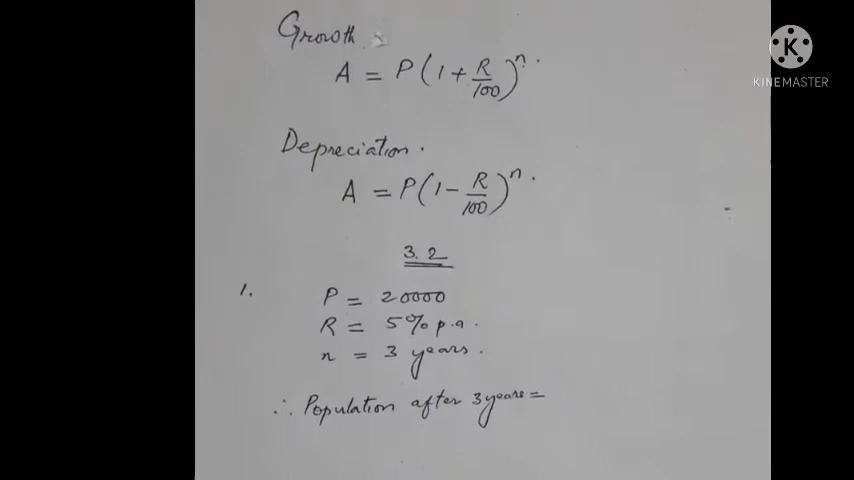 Growth
A = P(1 + R/100)^n.
Depreciation.
A = P(1 - R/100)^n.
3.2
1. P = 20000
R = 5% p.a.
n = 3 years.
∴ Population after 3 years =
K
KINEMASTER